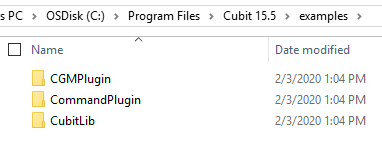 s PC > OSDisk (C:) > Program Files > Cubit 15.5 > examples >
Name Date modified
CGMPlugin 2/3/2020 1:04 PM
CommandPlugin 2/3/2020 1:04 PM
CubitLib 2/3/2020 1:04 PM